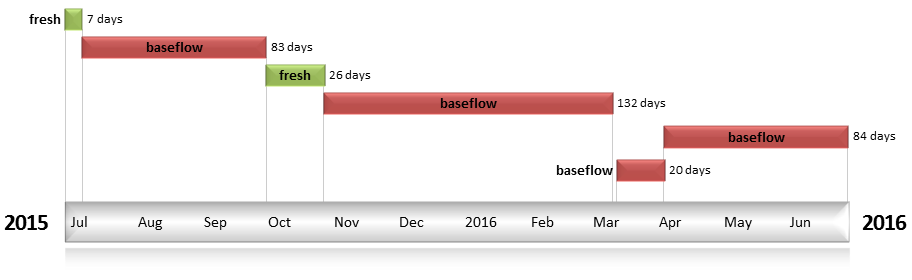 fresh 7 days
baseflow 83 days
fresh 26 days
baseflow 132 days
baseflow 84 days
baseflow 20 days
2015 Jul Aug Sep Oct Nov Dec 2016 Feb Mar Apr May Jun 2016